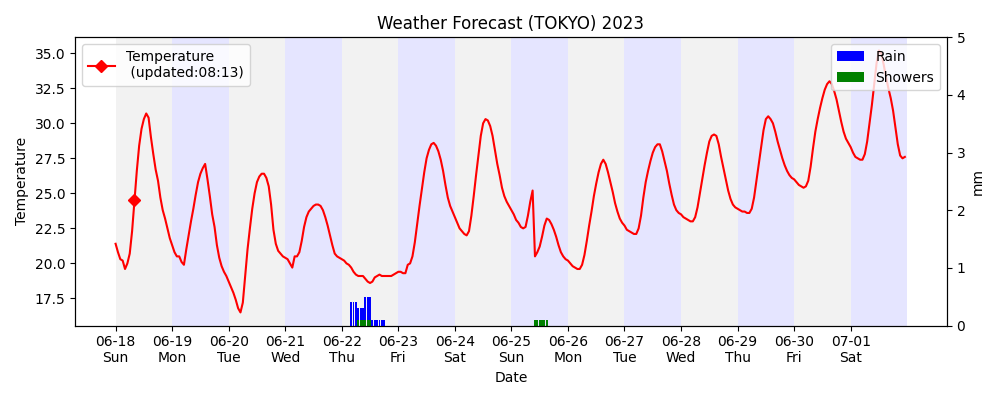 Weather Forecast (TOKYO) 2023
Temperature
(updated:08:13)
Rain
Showers
35.0
32.5
30.0
27.5
25.0
22.5
20.0
17.5
Temperature
5
4
3
2
1
0
mm
06-18 06-19 06-20 06-21 06-22 06-23 06-24 06-25 06-26 06-27 06-28 06-29 06-30 07-01
Sun Mon Tue Wed Thu Fri Sat Sun Mon Tue Wed Thu Fri Sat
Date